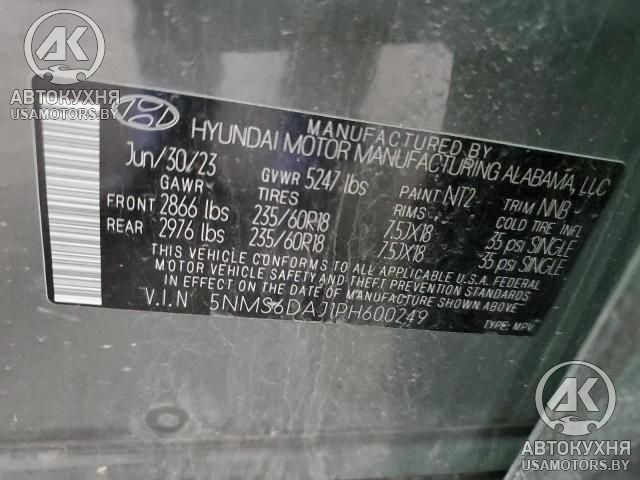 AK
АВТОКУХНЯ
USAMOTORS.BY
MANUFACTURED BY
HYUNDAI MOTOR MANUFACTURING ALABAMA, LLC
Jun/30/23 GVWR 5247 lbs PAINT NT2 TRIM NNB
GAWR TIRES RIMS COLD TIRE INFL
FRONT 2866 lbs 235/60R18 7.5JX18 35 psi SINGLE
REAR 2976 lbs 235/60R18 7.5JX18 35 psi SINGLE
THIS VEHICLE CONFORMS TO ALL APPLICABLE U.S.A. FEDERAL
MOTOR VEHICLE SAFETY AND THEFT PREVENTION STANDARDS
IN EFFECT ON THE DATE OF MANUFACTURE SHOWN ABOVE.
V.I.N 5NMS6DAJ1PH600249 TYPE: MPV
AK
АВТОКУХНЯ
USAMOTORS.BY